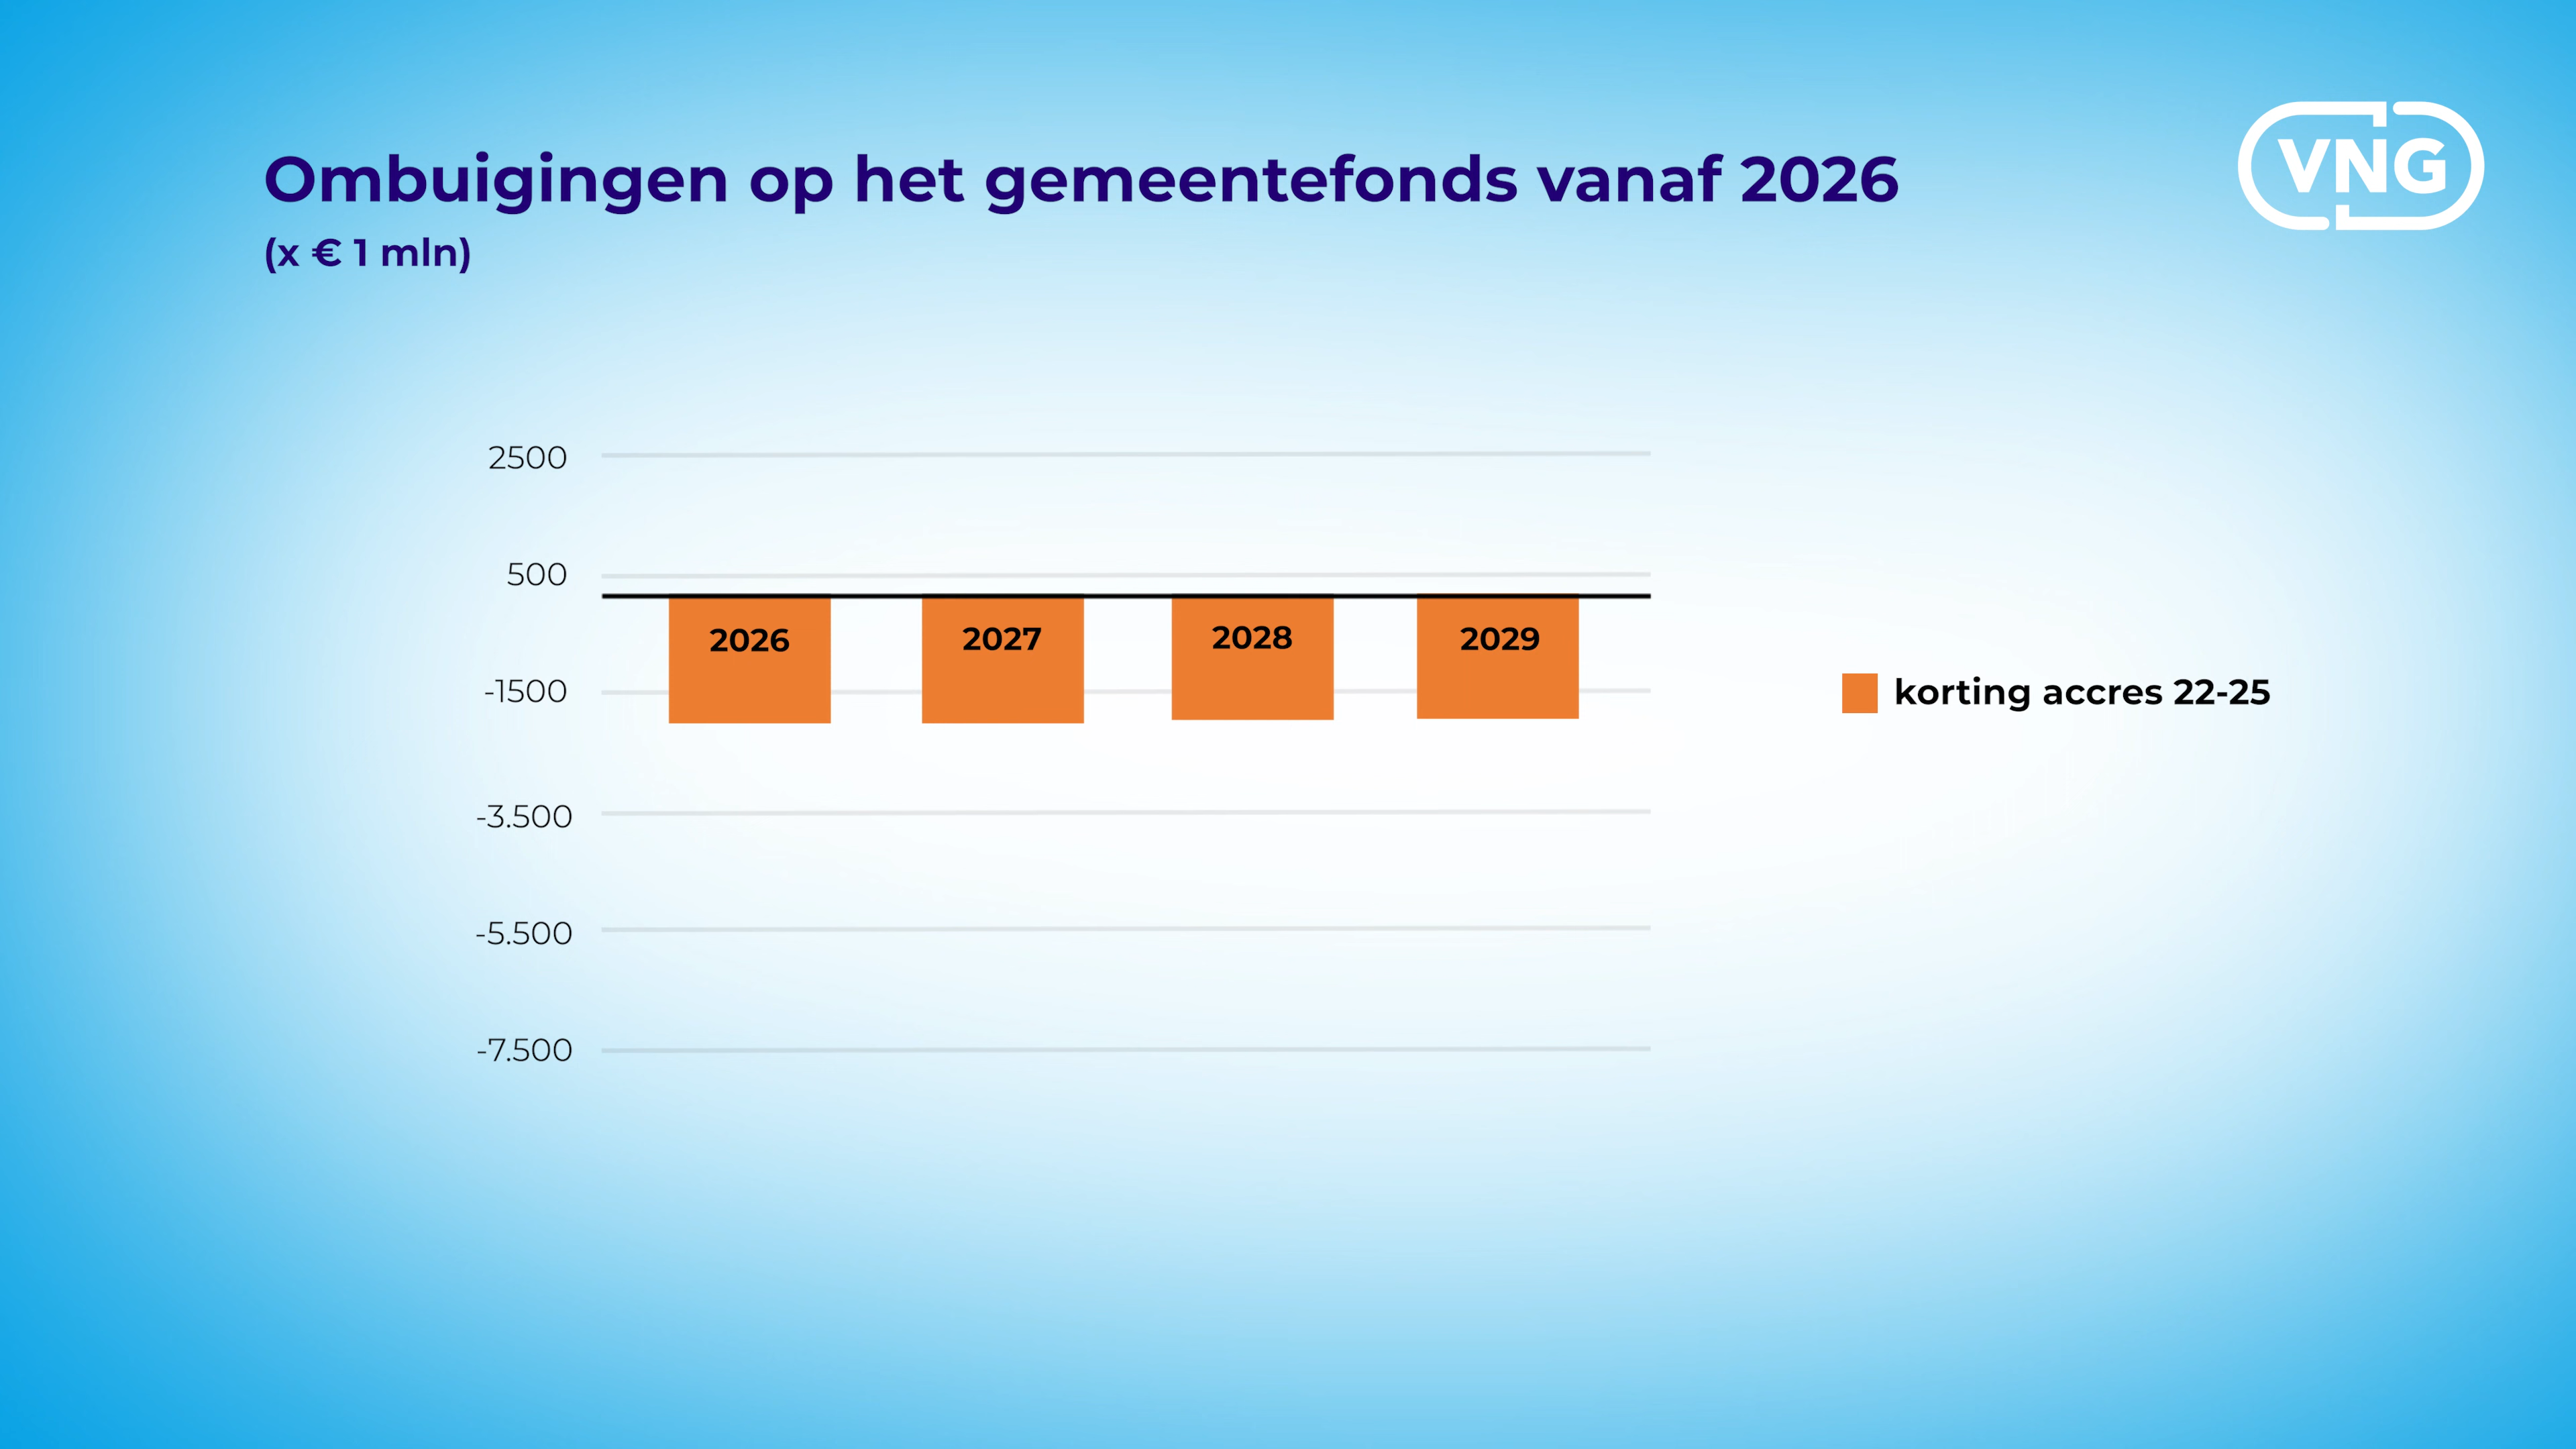 Ombuigingen op het gemeentefonds vanaf 2026
(x € 1 mln)
VNG
2500
500
2026 2027 2028 2029
-1500
korting accres 22-25
-3.500
-5.500
-7.500